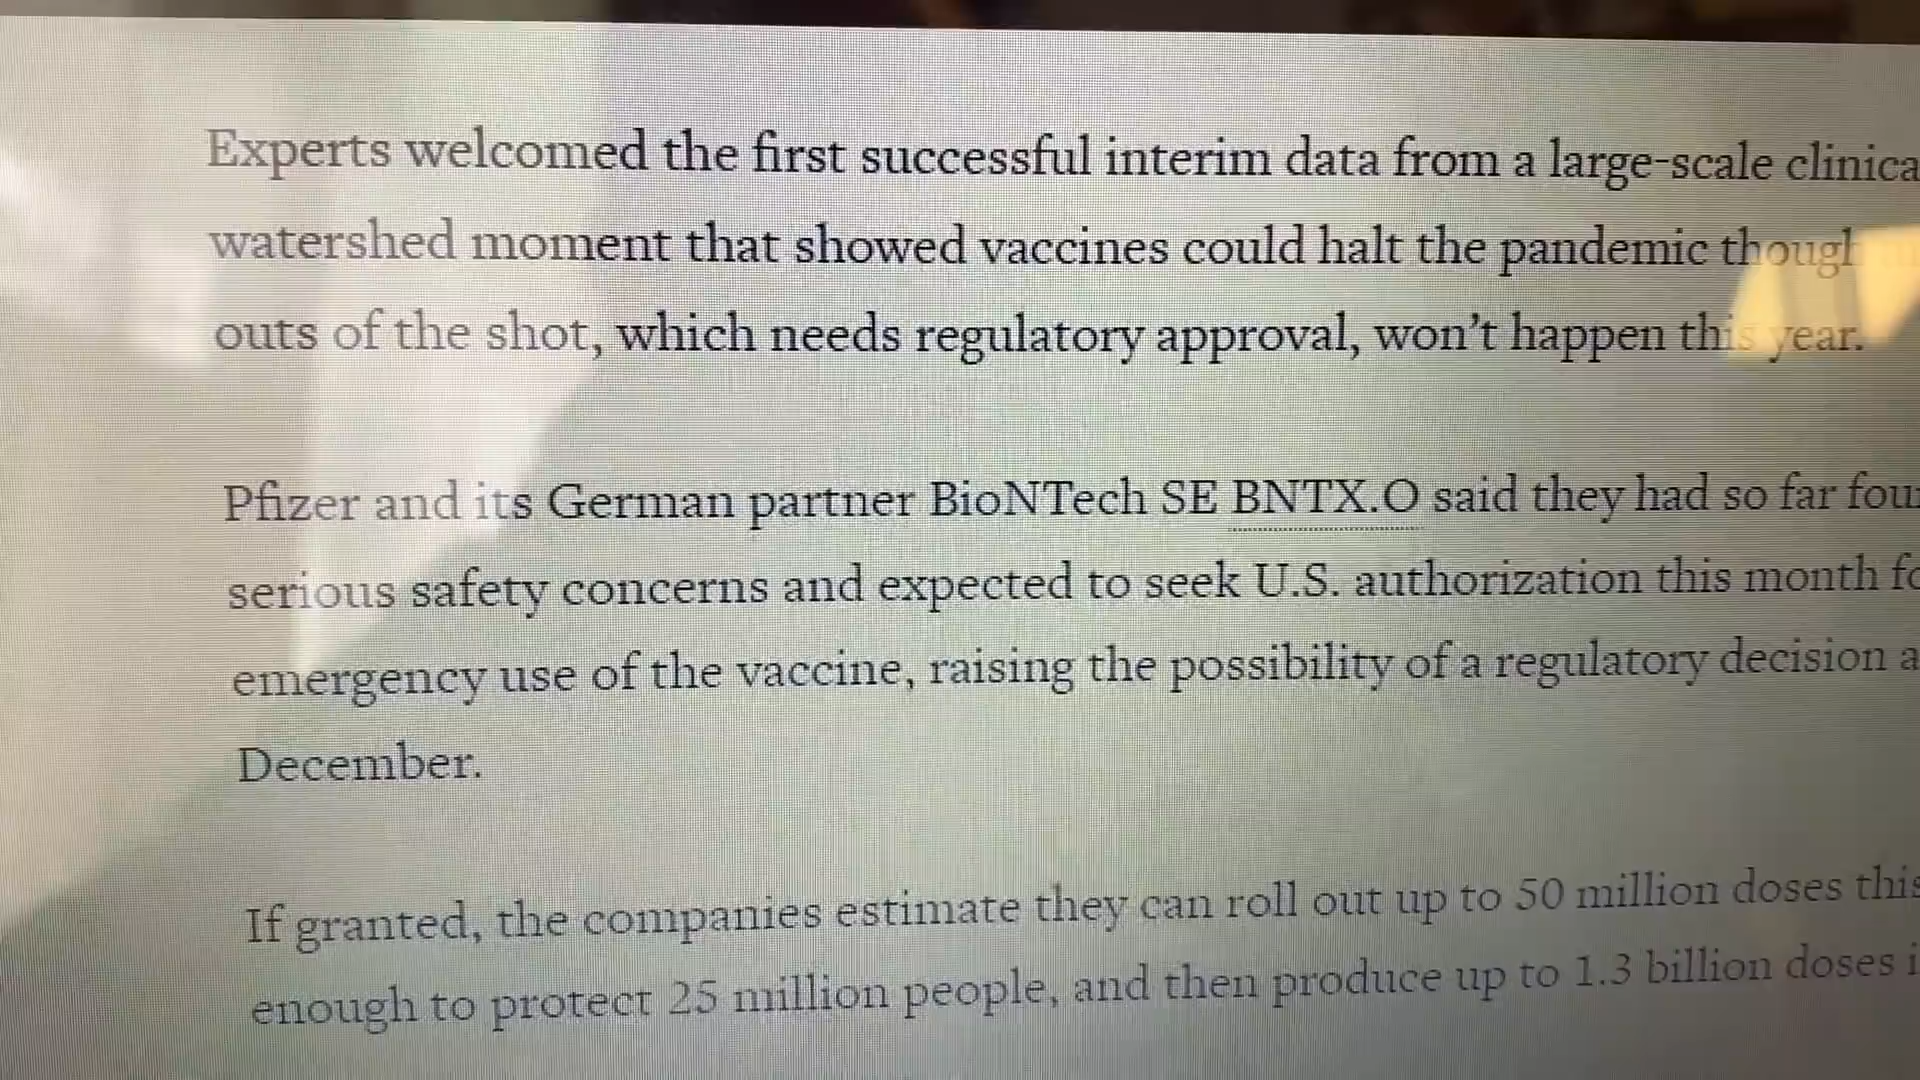 Experts welcomed the first successful interim data from a large-scale clinica
watershed moment that showed vaccines could halt the pandemic though
outs of the shot, which needs regulatory approval, won't happen this year.
Pfizer and its German partner BioNTech SE BNTX.O said they had so far fou
serious safety concerns and expected to seek U.S. authorization this month fo
emergency use of the vaccine, raising the possibility of a regulatory decision a
December.
If granted, the companies estimate they can roll out up to 50 million doses this
enough to protect 25 million people, and then produce up to 1.3 billion doses i